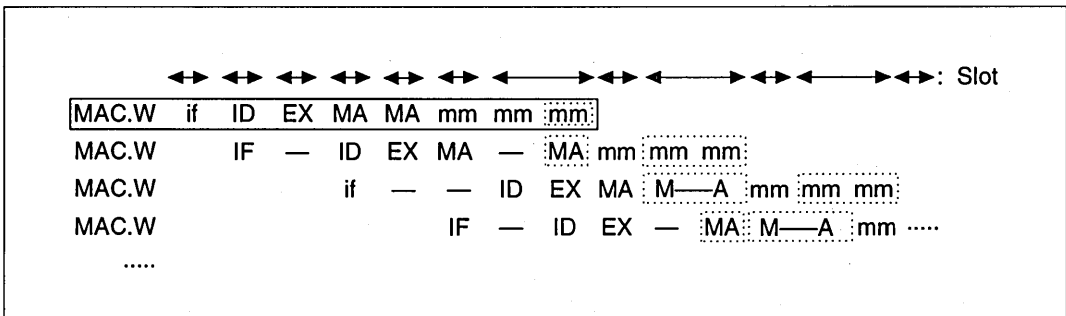 : Slot
MAC.W if ID EX MA MA mm mm mm
MAC.W IF — ID EX MA — MA mm mm mm
MAC.W if — — ID EX MA M—A mm mm mm
MAC.W IF — ID EX — MA M—A mm ·····
·····